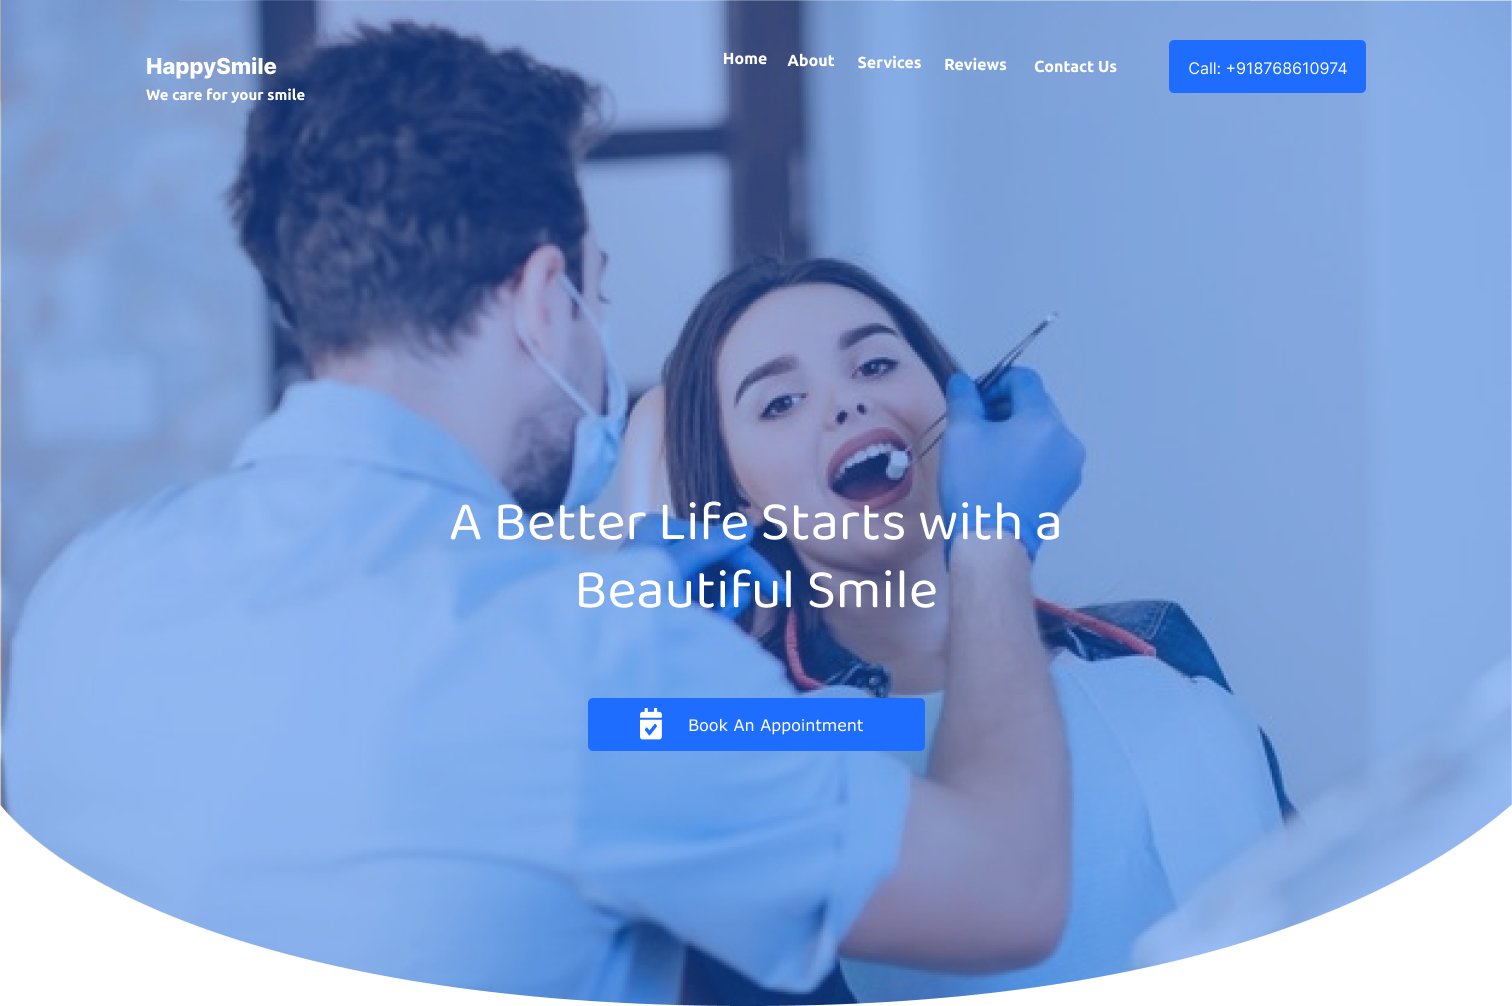 HappySmile
We care for your smile
Home About Services Reviews Contact Us
Call: +918768610974
A Better Life Starts with a
Beautiful Smile
Book An Appointment